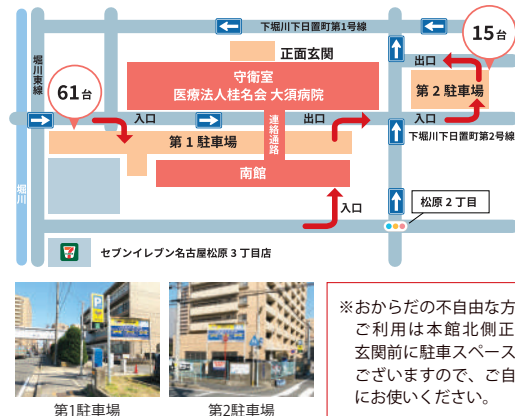 下堀川下日置町第1号線
15台
堀川東線
正面玄関
出口
守衛室
医療法人桂名会 大須病院
61台
第2駐車場
入口
連絡通路
出口
入口
下堀川下日置町第2号線
第1駐車場
南館
堀川
入口
松原2丁目
7
セブンイレブン名古屋松原3丁目店
P
第1駐車場
第2駐車場
※おからだの不自由な方
ご利用は本館北側正
玄関前に駐車スペース
ございますので、ご自
にお使いください。